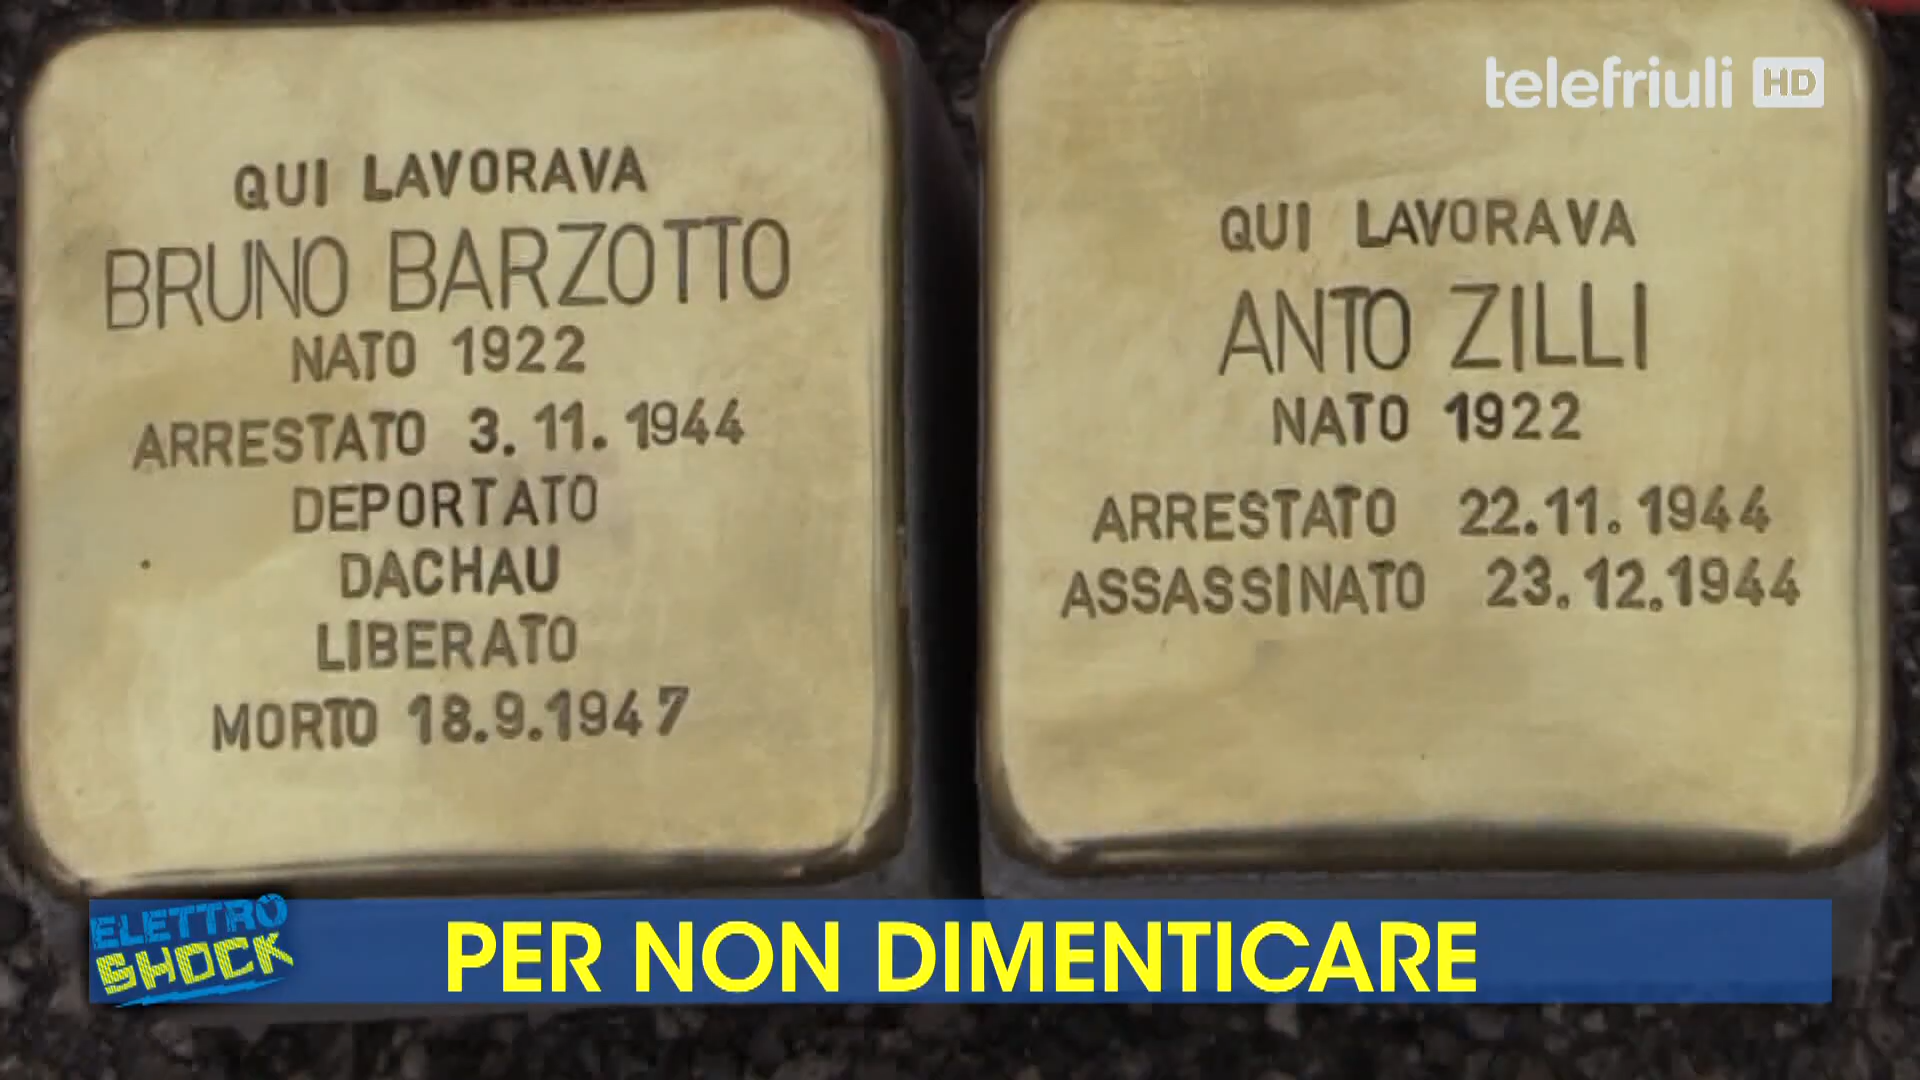 telefriuli HD
QUI LAVORAVA
BRUNO BARZOTTO
NATO 1922
ARRESTATO 3.11.1944
DEPORTATO
DACHAU
LIBERATO
MORTO 18.9.1947
QUI LAVORAVA
ANTO ZILLI
NATO 1922
ARRESTATO 22.11.1944
ASSASSINATO 23.12.1944
ELETTRO
SHOCK
PER NON DIMENTICARE